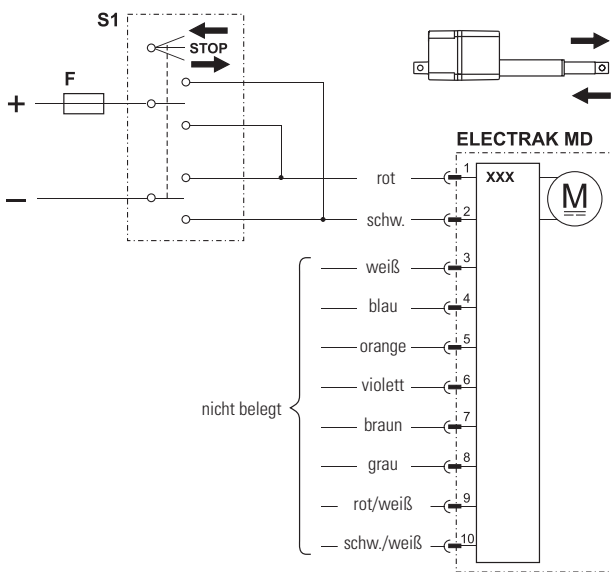 S1
STOP
F
+
–
ELECTRAK MD
rot
1
XXX
M
schw.
2
weiß
3
blau
4
orange
5
violett
6
nicht belegt
braun
7
grau
8
rot/weiß
9
schw./weiß
10